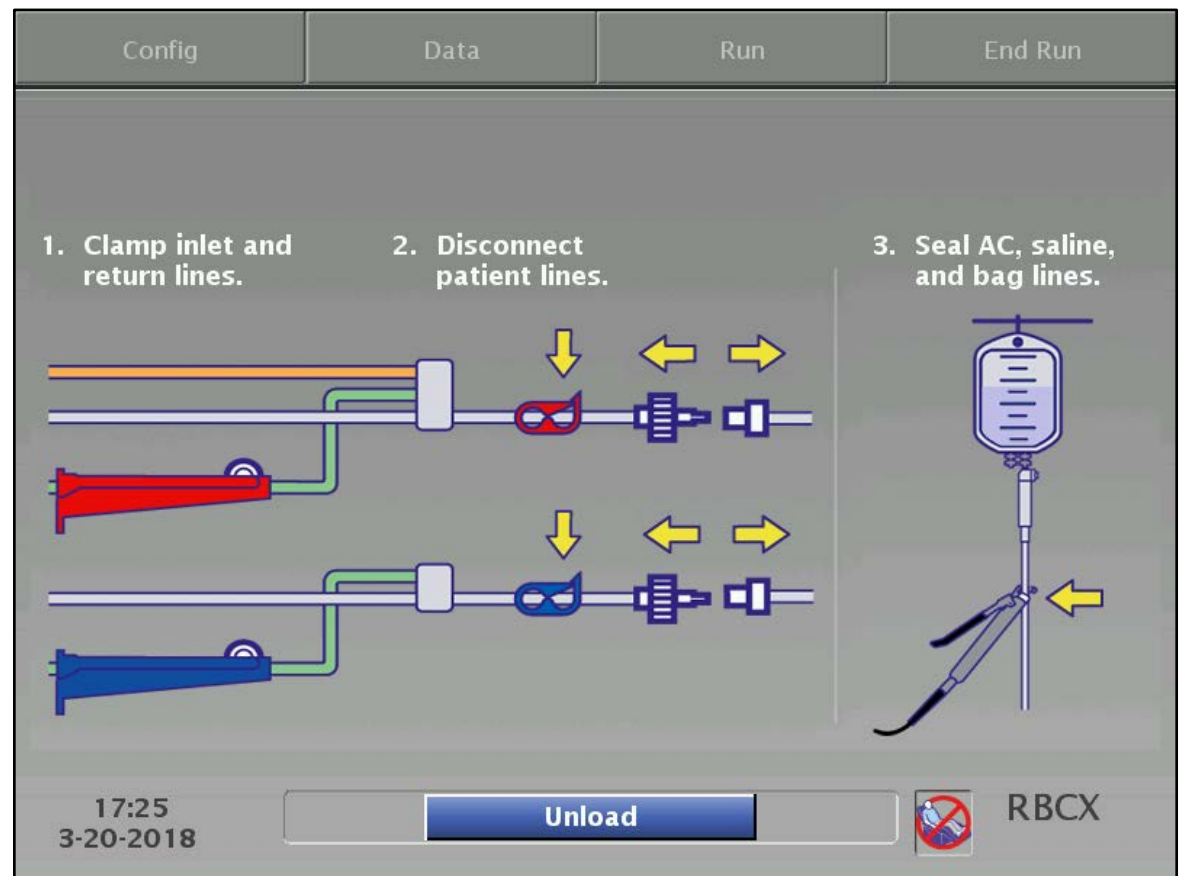 Config
Data
Run
End Run
1. Clamp inlet and
return lines.
2. Disconnect
patient lines.
3. Seal AC, saline,
and bag lines.
17:25
3-20-2018
Unload
RBCX